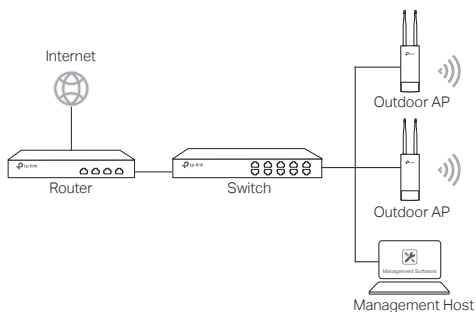 Internet
tp-link
Outdoor AP
tp-link
tp-link
Router
Switch
tp-link
Outdoor AP
Management Software
Management Host